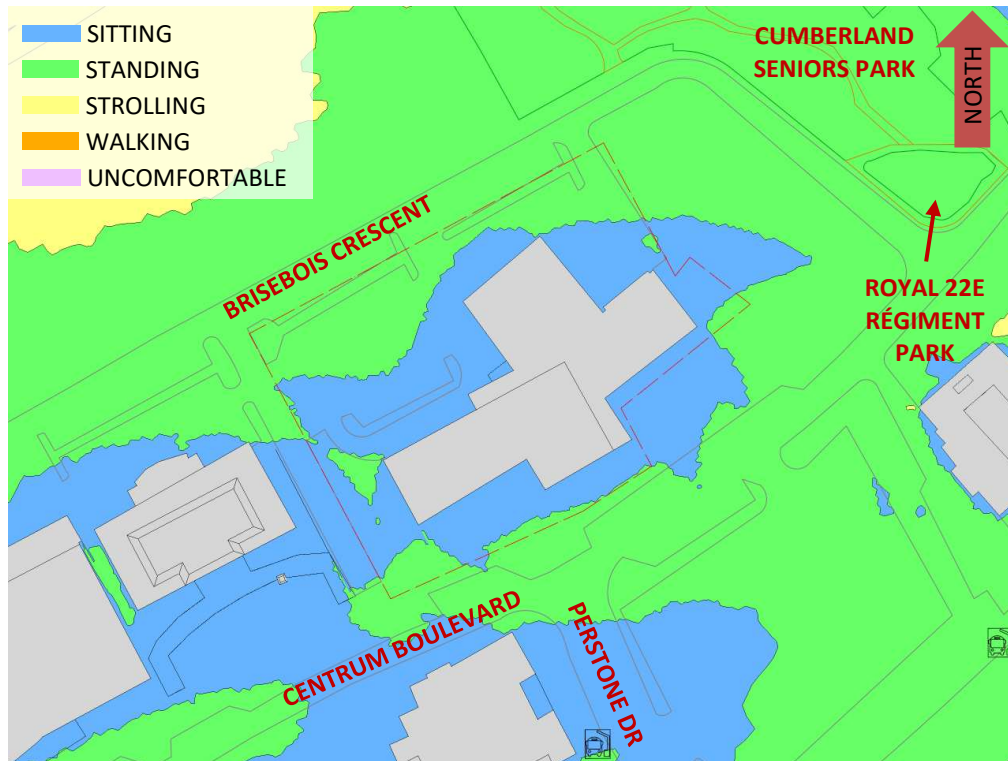 SITTING
STANDING
STROLLING
WALKING
UNCOMFORTABLE
CUMBERLAND
SENIORS PARK
NORTH
BRISEBOIS CRESCENT
ROYAL 22E
RÉGIMENT
PARK
CENTRUM BOULEVARD
PERSTONE DR